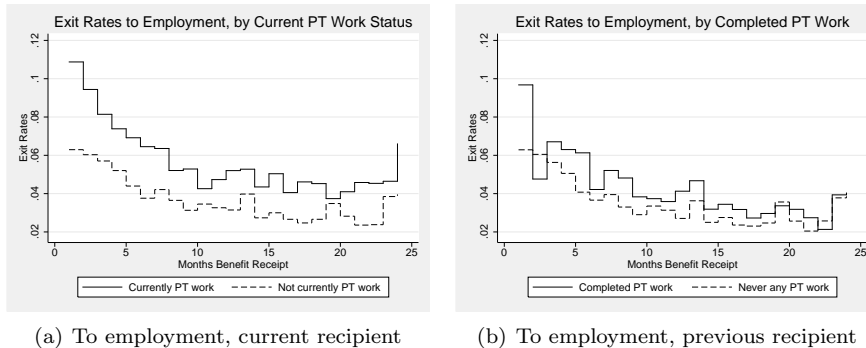 Exit Rates to Employment, by Current PT Work Status
.12
.1
.08
.06
.04
.02
Exit Rates
0 5 10 15 20 25
Months Benefit Receipt
Currently PT work Not currently PT work
(a) To employment, current recipient
Exit Rates to Employment, by Completed PT Work
.12
.1
.08
.06
.04
.02
Exit Rates
0 5 10 15 20 25
Months Benefit Receipt
Completed PT work Never any PT work
(b) To employment, previous recipient